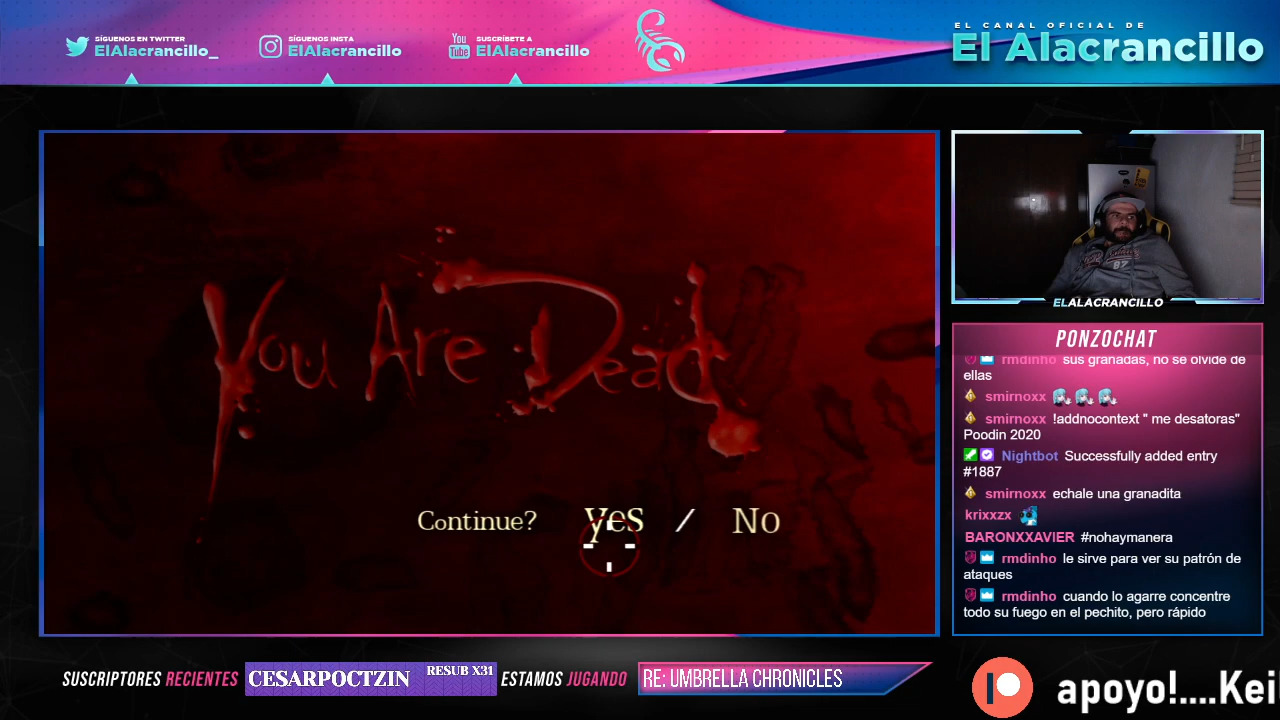 SÍGUENOS EN TWITTER
ElAlacrancillo_
SÍGUENOS INSTA
ElAlacrancillo
You Tube
SUSCRÍBETE A
ElAlacrancillo
EL CANAL OFICIAL DE
El Alacrancillo
You Are Dead
Continue? Yes / No
87
ELALACRANCILLO
PONZOCHAT
rmdinho sus granadas, no se olvide de
ellas
smirnoxx
smirnoxx !addnocontext " me desatoras"
Poodin 2020
Nightbot Successfully added entry
#1887
smirnoxx echale una granadita
krixxzx
BARONXXAVIER #nohaymanera
rmdinho le sirve para ver su patrón de
ataques
rmdinho cuando lo agarre concentre
todo su fuego en el pechito, pero rápido
SUSCRIPTORES RECIENTES CESARPOCTZIN RESUB X31 ESTAMOS JUGANDO RE: UMBRELLA CHRONICLES
apoyo!....Kei